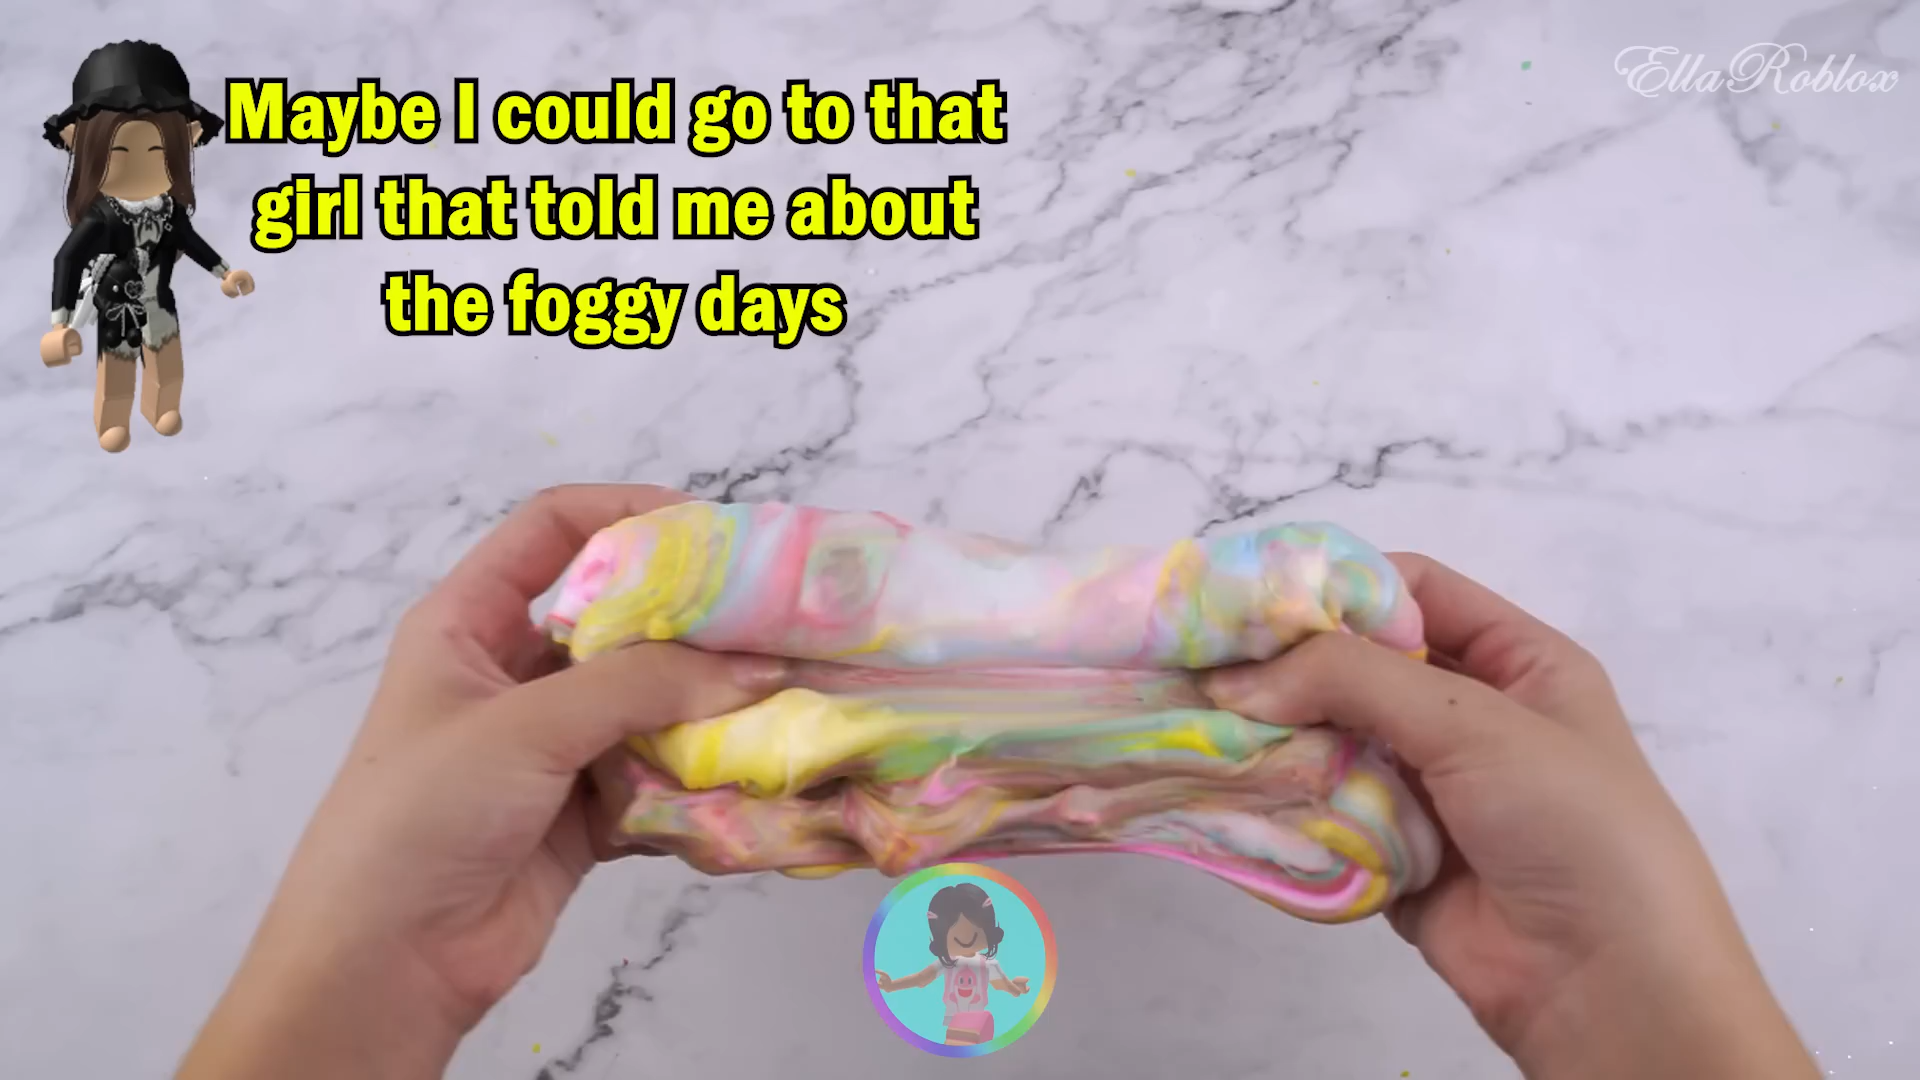 Maybe I could go to that
girl that told me about
the foggy days
EllaRoblox